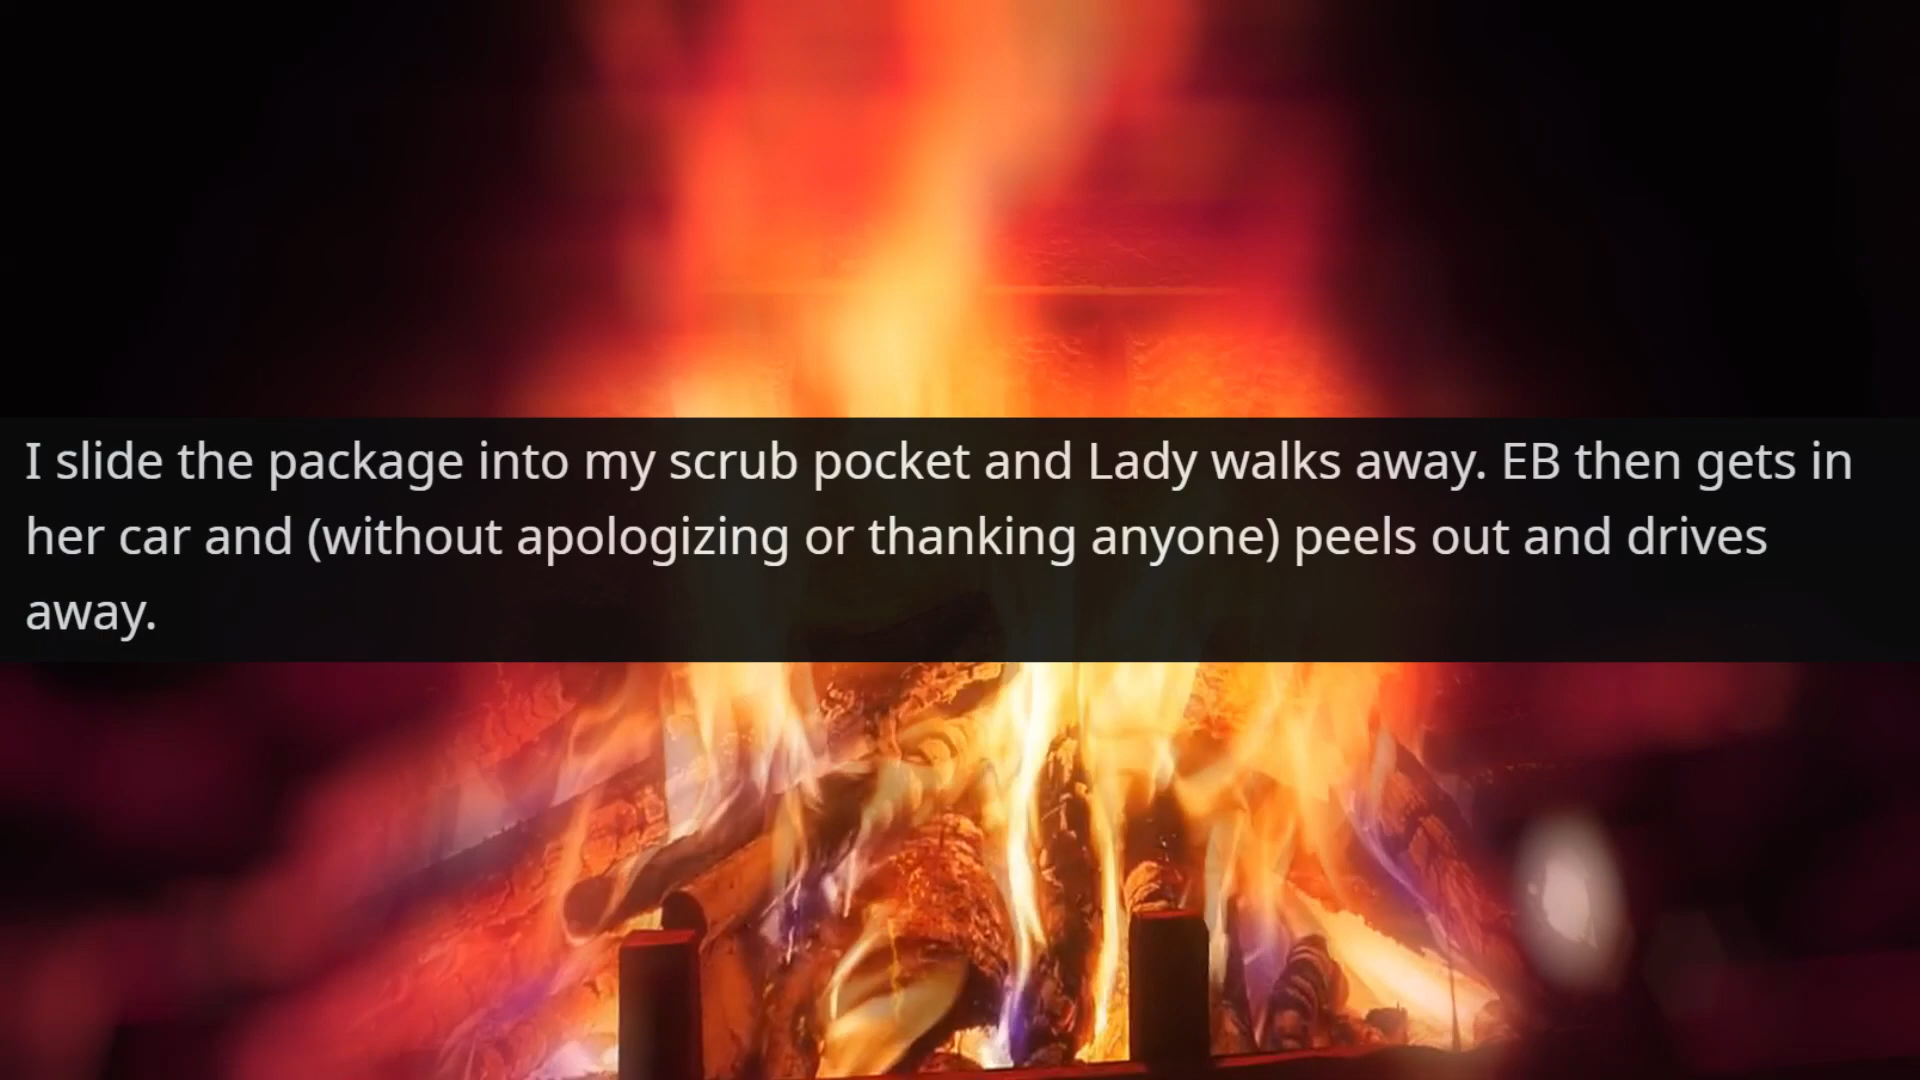 I slide the package into my scrub pocket and Lady walks away. EB then gets in
her car and (without apologizing or thanking anyone) peels out and drives
away.